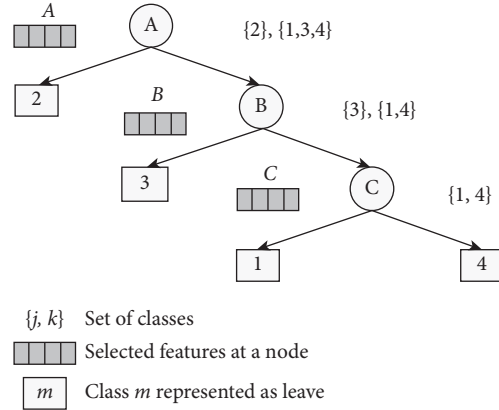 A
A
{2}, {1,3,4}
2
B
B
{3}, {1,4}
3
C
C
{1, 4}
1
4
{j, k} Set of classes
Selected features at a node
m Class m represented as leave